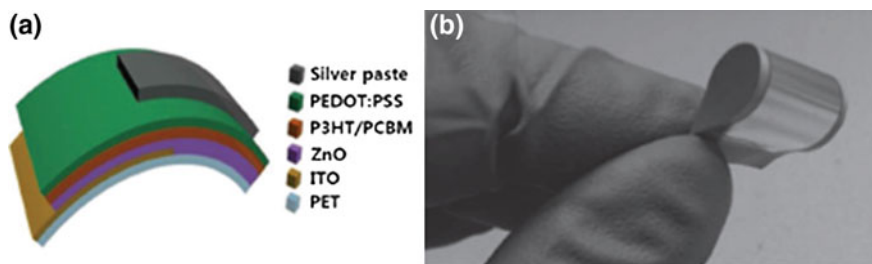 (a)
Silver paste
PEDOT:PSS
P3HT/PCBM
ZnO
ITO
PET
(b)